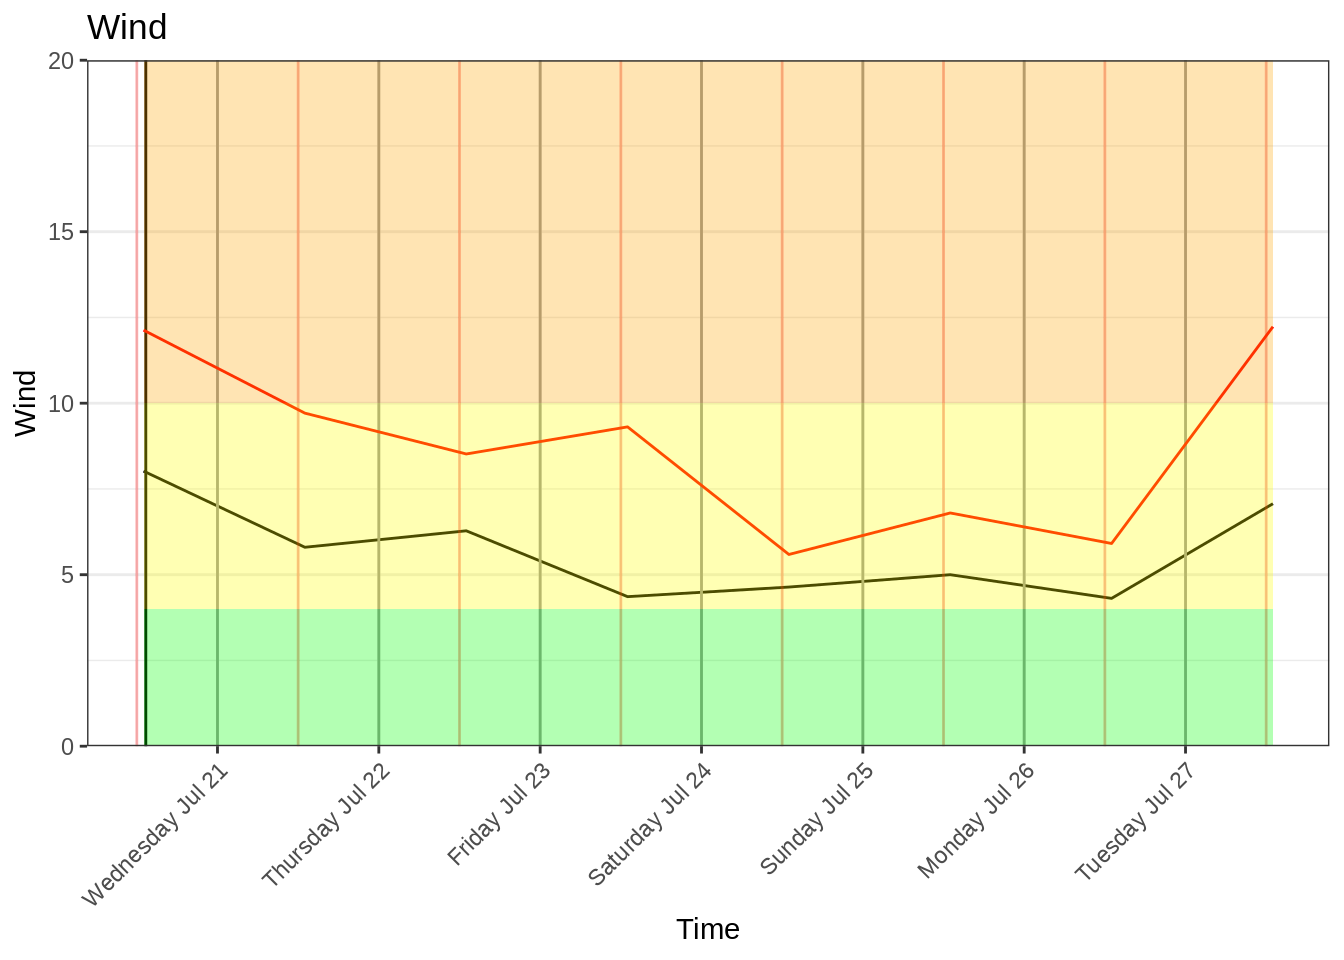 Wind
20
15
10
5
0
Wind
Wednesday Jul 21
Thursday Jul 22
Friday Jul 23
Saturday Jul 24
Sunday Jul 25
Monday Jul 26
Tuesday Jul 27
Time